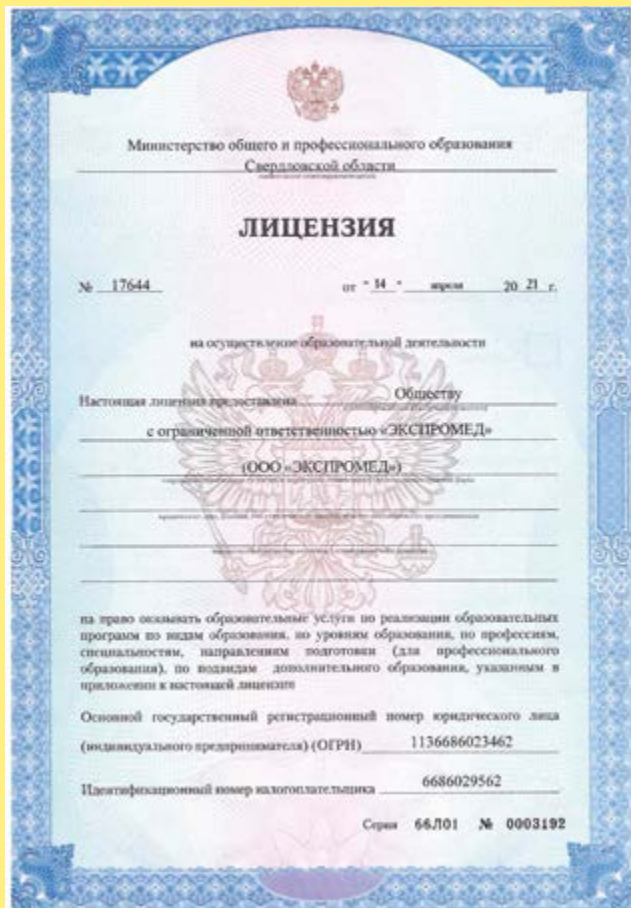 Министерство общего и профессионального образования
Свердловской области
ЛИЦЕНЗИЯ
№ 17644 от " 14 " апреля 20 21 г.
на осуществление образовательной деятельности
Настоящая лицензия предоставлена Обществу
с ограниченной ответственностью «ЭКСПРОМЕД»
(ООО «ЭКСПРОМЕД»)
на право оказывать образовательные услуги по реализации образовательных
программ по видам образования, по уровням образования, по профессиям,
специальностям, направлениям подготовки (для профессионального
образования), по подвидам дополнительного образования, указанным в
приложении к настоящей лицензии
Основной государственный регистрационный номер юридического лица
(индивидуального предпринимателя) (ОГРН) 1136686023462
Идентификационный номер налогоплательщика 6686029562
Серия 66Л01 № 0003192